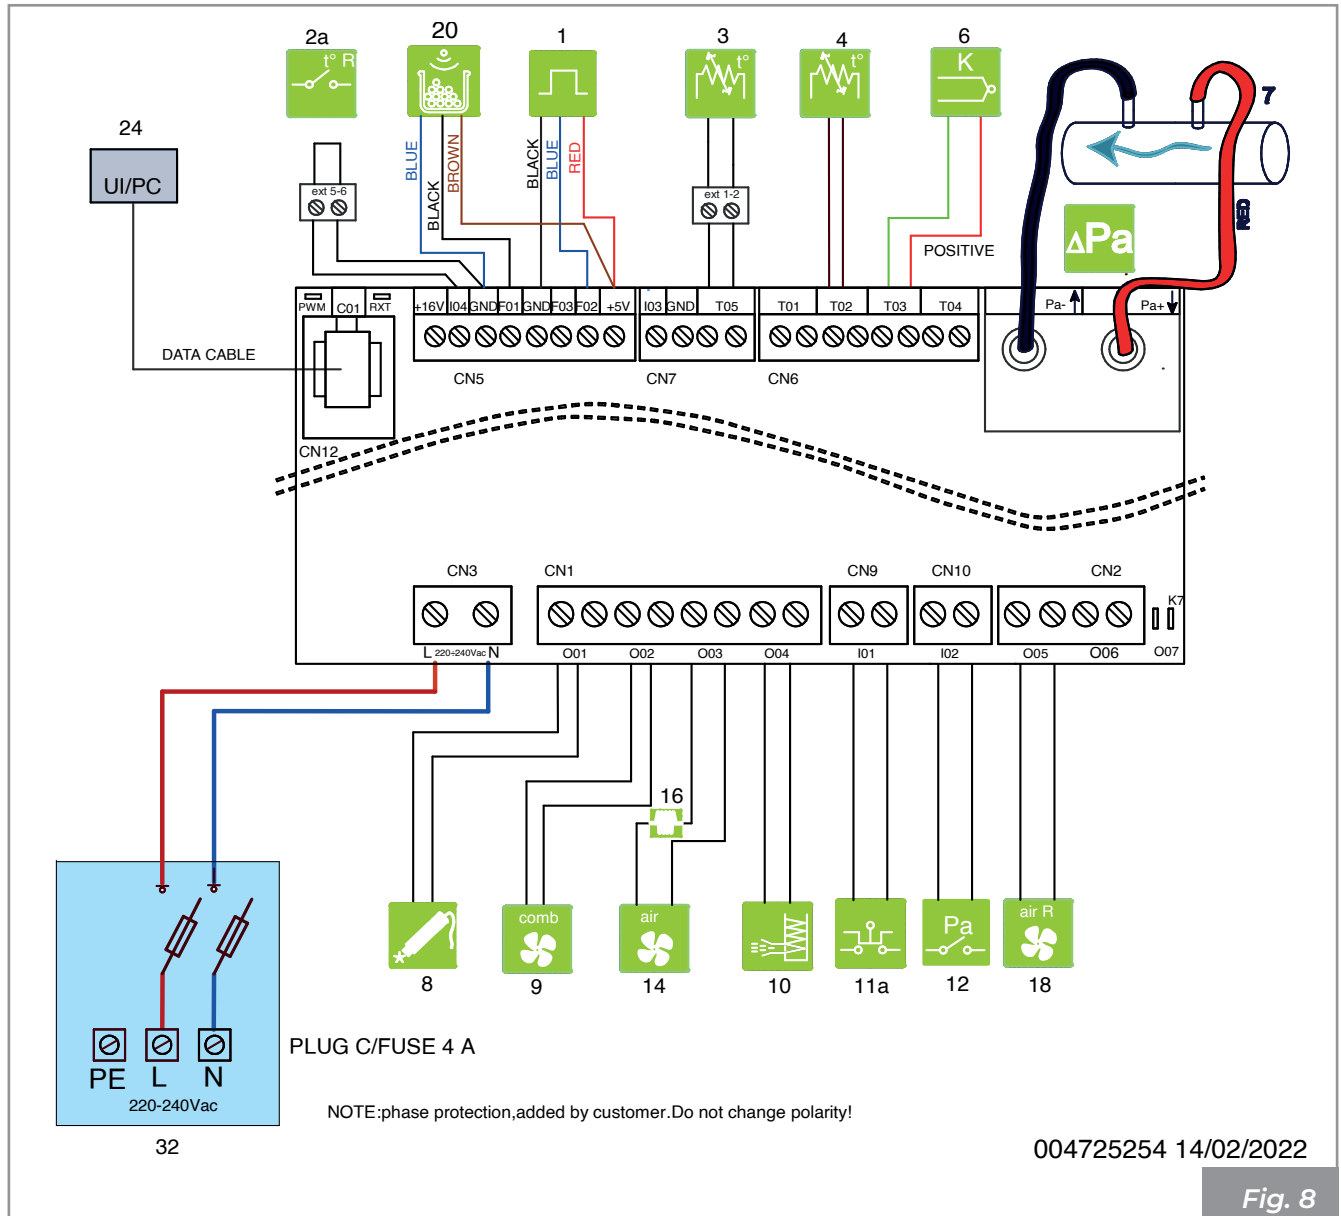 2a
20
1
3
4
6
7
t° R
t°
t°
K
24
UI/PC
BLUE
BLACK
BROWN
BLACK
BLUE
RED
ext 5-6
ext 1-2
RED
ΔPa
POSITIVE
PWM
C01
RXT
+16V
I04
GND
F01
GND
F03
F02
+5V
I03
GND
T05
T01
T02
T03
T04
Pa-
Pa+
DATA CABLE
CN5
CN7
CN6
CN12
CN3
CN1
CN9
CN10
CN2
K7
L 220÷240Vac N
O01
O02
O03
O04
I01
I02
O05
O06
O07
16
comb
air
Pa
air R
8
9
14
10
11a
12
18
PLUG C/FUSE 4 A
PE L N
220-240Vac
32
NOTE:phase protection,added by customer.Do not change polarity!
004725254 14/02/2022
Fig. 8